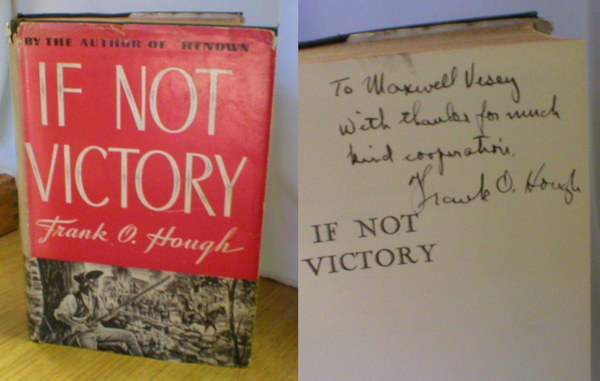 BY THE AUTHOR OF "RENOWN"
IF NOT
VICTORY
Frank O. Hough
To Maxwell Vesey
With thanks for much
kind cooperation.
Frank O. Hough
IF NOT
VICTORY